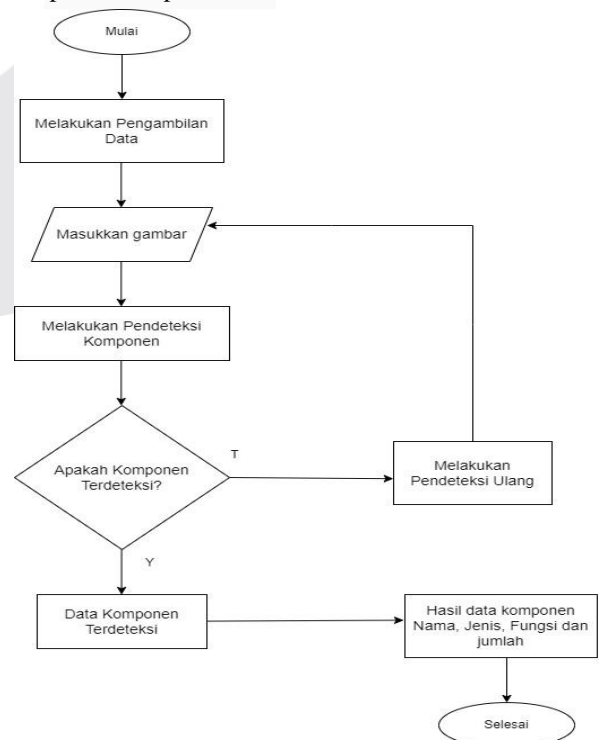 Mulai
Melakukan Pengambilan
Data
Masukkan gambar
Melakukan Pendeteksi
Komponen
Apakah Komponen
Terdeteksi?
T
Melakukan
Pendeteksi Ulang
Y
Data Komponen
Terdeteksi
Hasil data komponen
Nama, Jenis, Fungsi dan
jumlah
Selesai